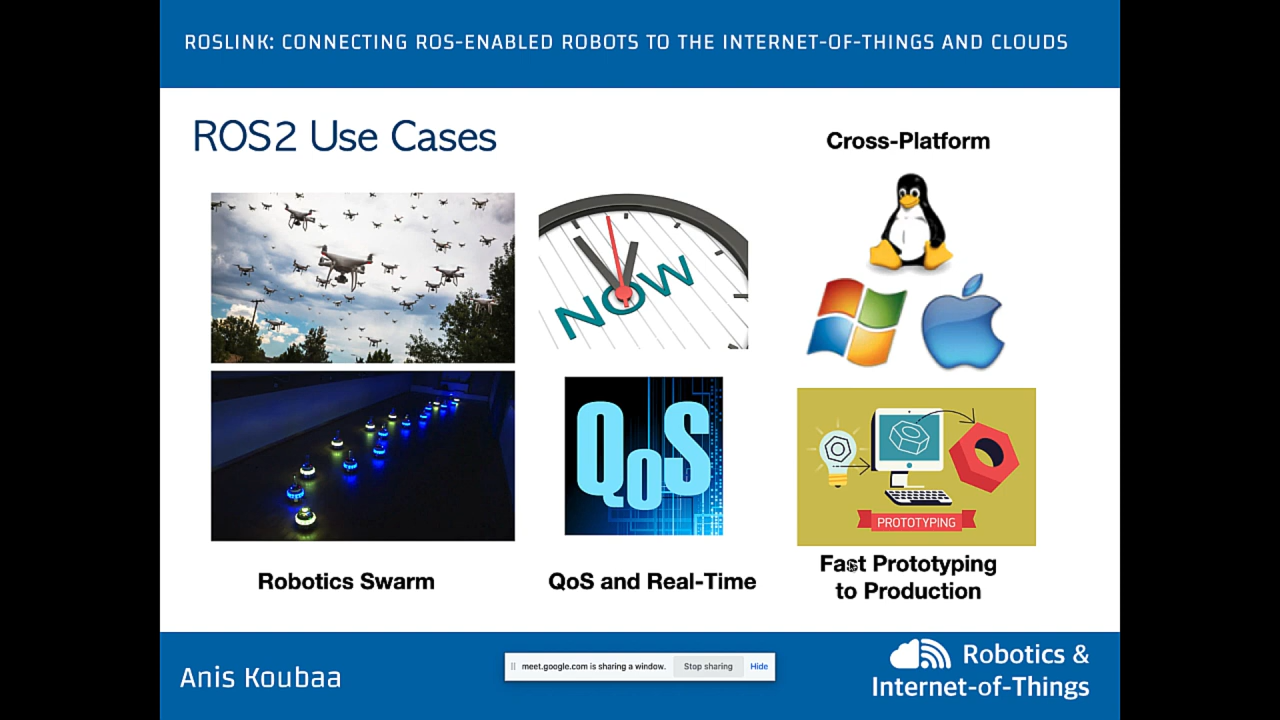 ROSLINK: CONNECTING ROS-ENABLED ROBOTS TO THE INTERNET-OF-THINGS AND CLOUDS
ROS2 Use Cases
Cross-Platform
NOW
QoS
PROTOTYPING
Robotics Swarm
QoS and Real-Time
Fast Prototyping
to Production
Anis Koubaa
meet.google.com is sharing a window.
Stop sharing
Hide
Robotics &
Internet-of-Things